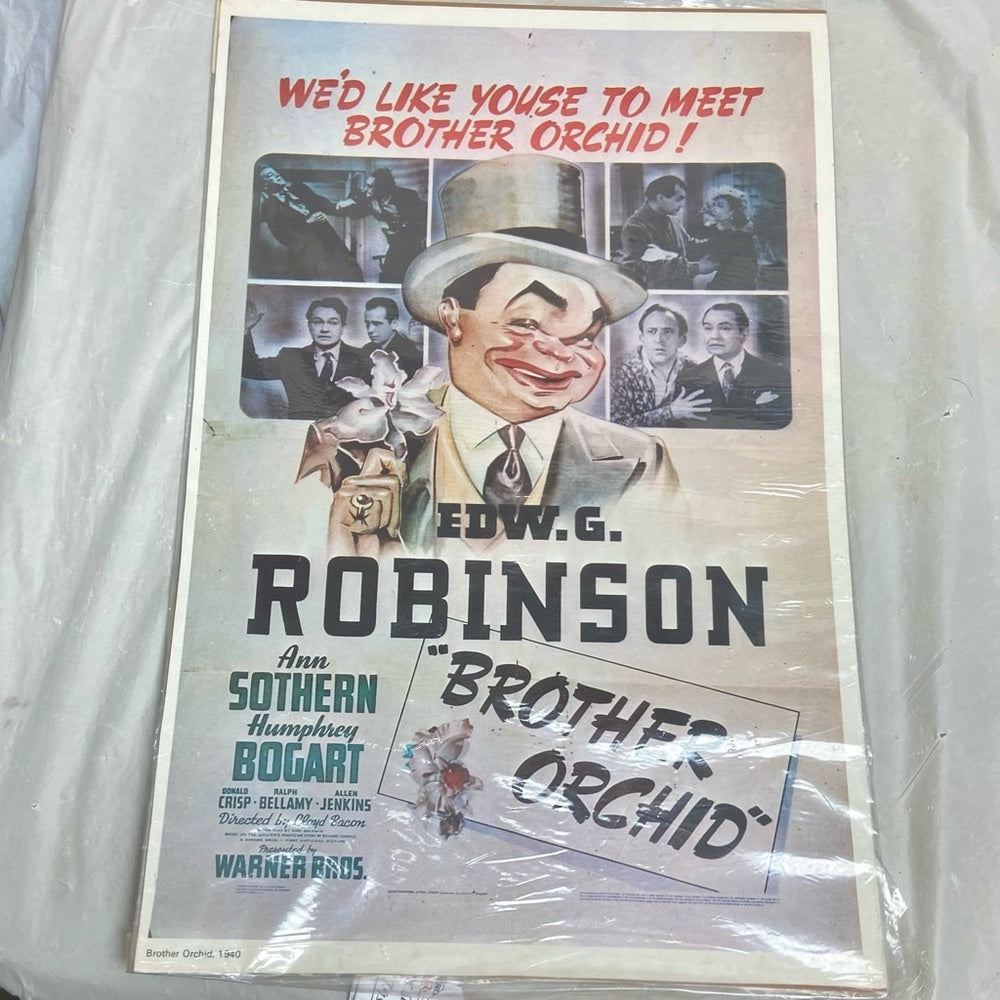 WE'D LIKE YOUSE TO MEET
BROTHER ORCHID!
EDW. G.
ROBINSON
"BROTHER
ORCHID"
Ann
SOTHERN
Humphrey
BOGART
DONALD RALPH ALLEN
CRISP · BELLAMY · JENKINS
Directed by Lloyd Bacon
Presented by
WARNER BROS.
Brother Orchid, 1940